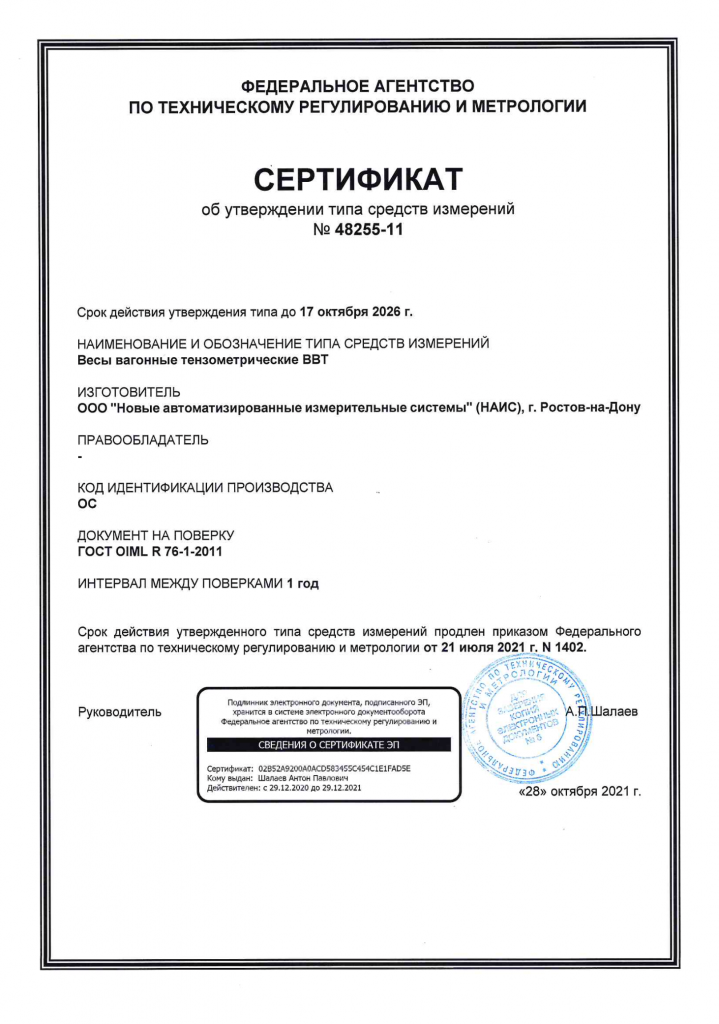 ФЕДЕРАЛЬНОЕ АГЕНТСТВО
ПО ТЕХНИЧЕСКОМУ РЕГУЛИРОВАНИЮ И МЕТРОЛОГИИ
СЕРТИФИКАТ
об утверждении типа средств измерений
№ 48255-11
Срок действия утверждения типа до 17 октября 2026 г.
НАИМЕНОВАНИЕ И ОБОЗНАЧЕНИЕ ТИПА СРЕДСТВ ИЗМЕРЕНИЙ
Весы вагонные тензометрические ВВТ
ИЗГОТОВИТЕЛЬ
ООО "Новые автоматизированные измерительные системы" (НАИС), г. Ростов-на-Дону
ПРАВООБЛАДАТЕЛЬ
-
КОД ИДЕНТИФИКАЦИИ ПРОИЗВОДСТВА
ОС
ДОКУМЕНТ НА ПОВЕРКУ
ГОСТ OIML R 76-1-2011
ИНТЕРВАЛ МЕЖДУ ПОВЕРКАМИ 1 год
Срок действия утвержденного типа средств измерений продлен приказом Федерального
агентства по техническому регулированию и метрологии от 21 июля 2021 г. N 1402.
Руководитель
Подлинник электронного документа, подписанного ЭП,
хранится в системе электронного документооборота
Федеральное агентство по техническому регулированию и
метрологии.
СВЕДЕНИЯ О СЕРТИФИКАТЕ ЭП
Сертификат: 02B52A9200A0ACD583455C454C1E1FAD5E
Кому выдан: Шалаев Антон Павлович
Действителен: с 29.12.2020 до 29.12.2021
ФЕДЕРАЛЬНОЕ АГЕНТСТВО ПО ТЕХНИЧЕСКОМУ РЕГУЛИРОВАНИЮ
И МЕТРОЛОГИИ
ДЛЯ
КОПИЙ
ЭЛЕКТРОННЫХ
ДОКУМЕНТОВ
№ 5
А.П.Шалаев
«28» октября 2021 г.